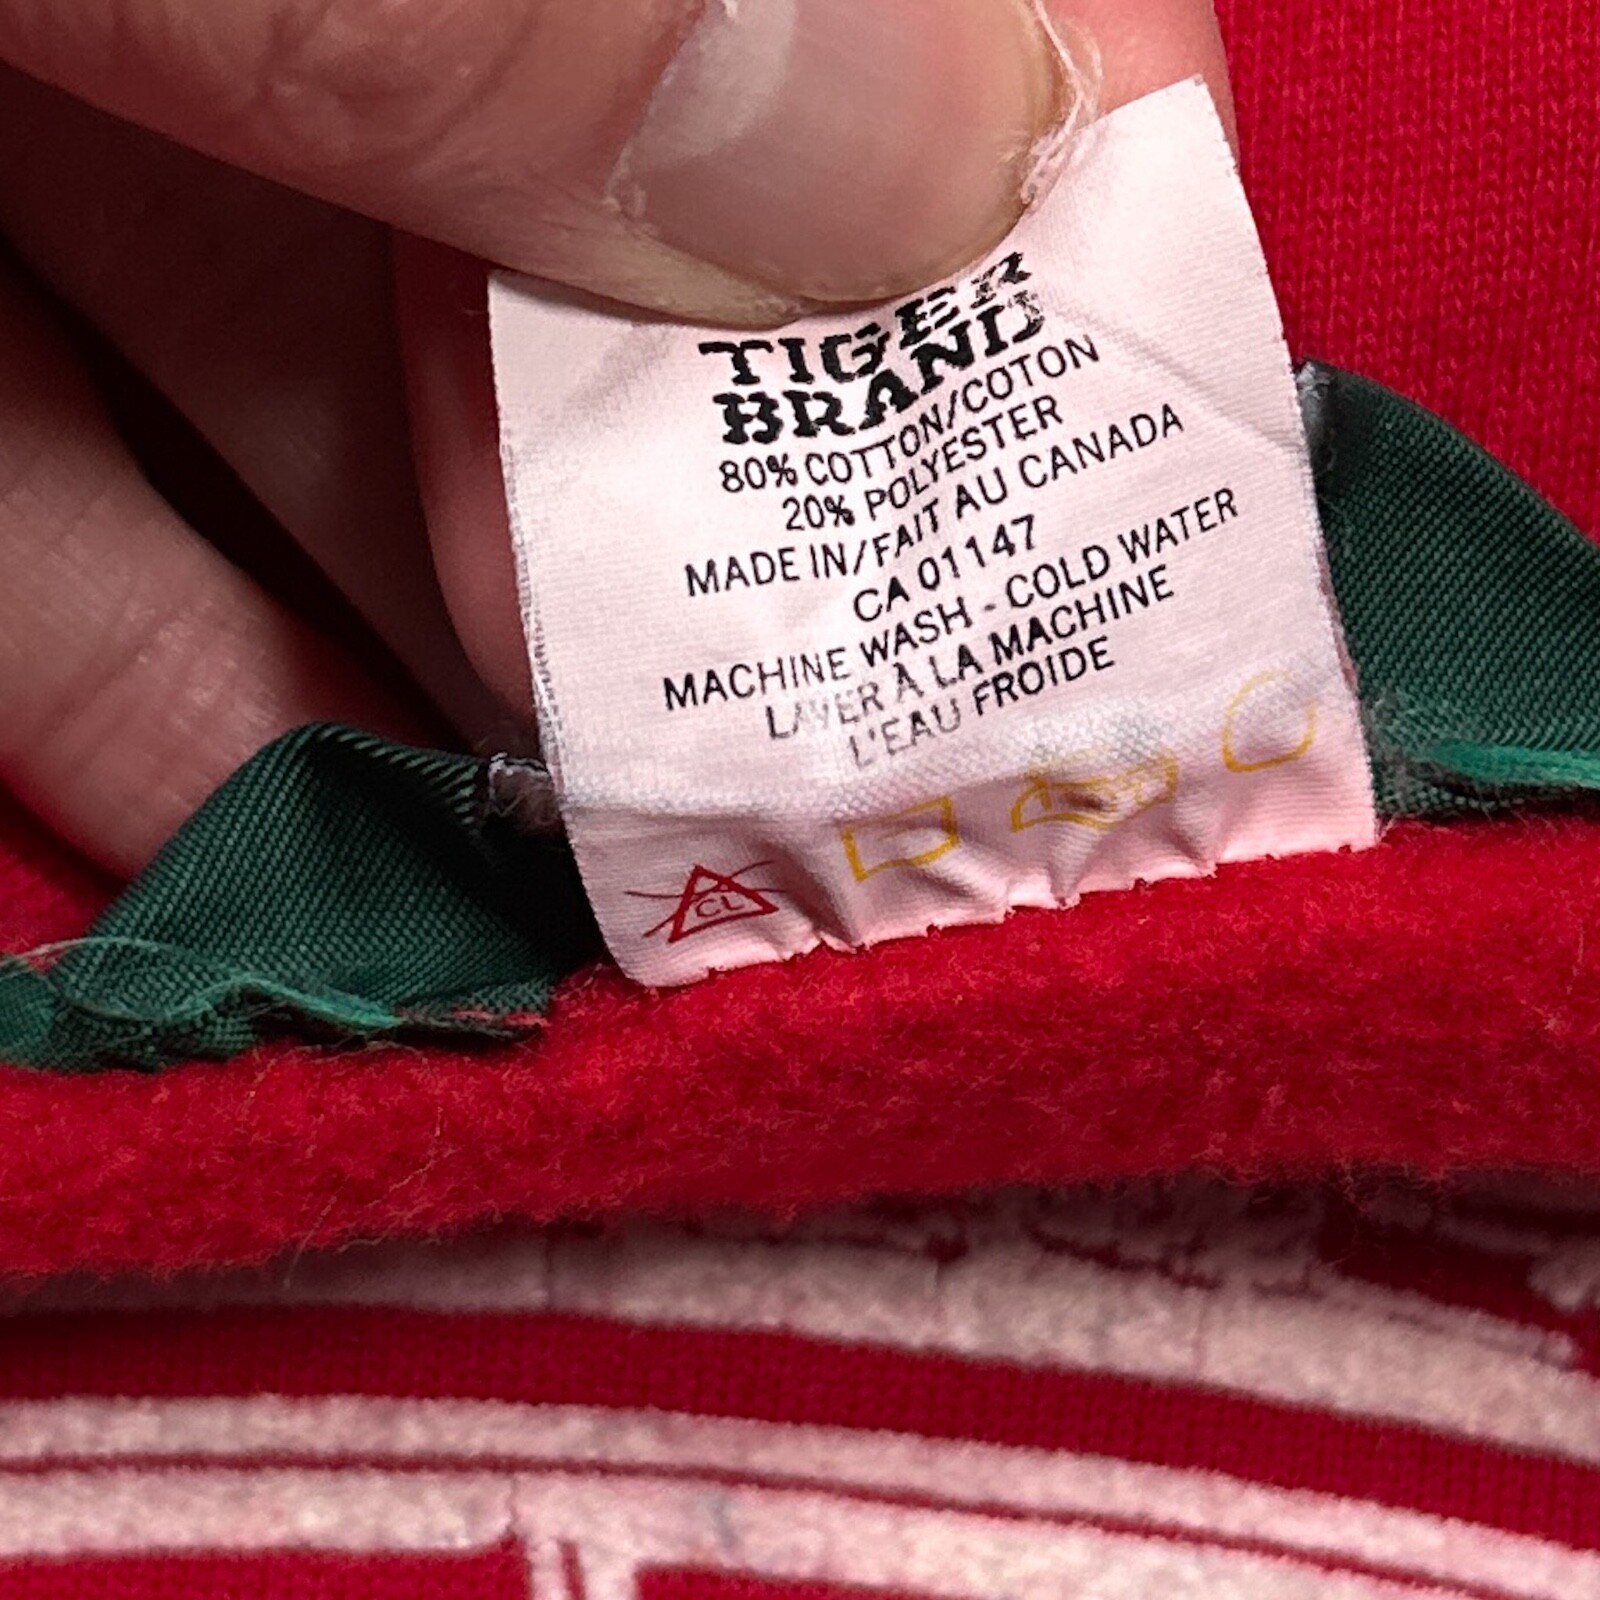 TIGER
BRAND
80% COTTON/COTON
20% POLYESTER
MADE IN/FAIT AU CANADA
CA 01147
MACHINE WASH - COLD WATER
LAVER À LA MACHINE
L'EAU FROIDE
CL